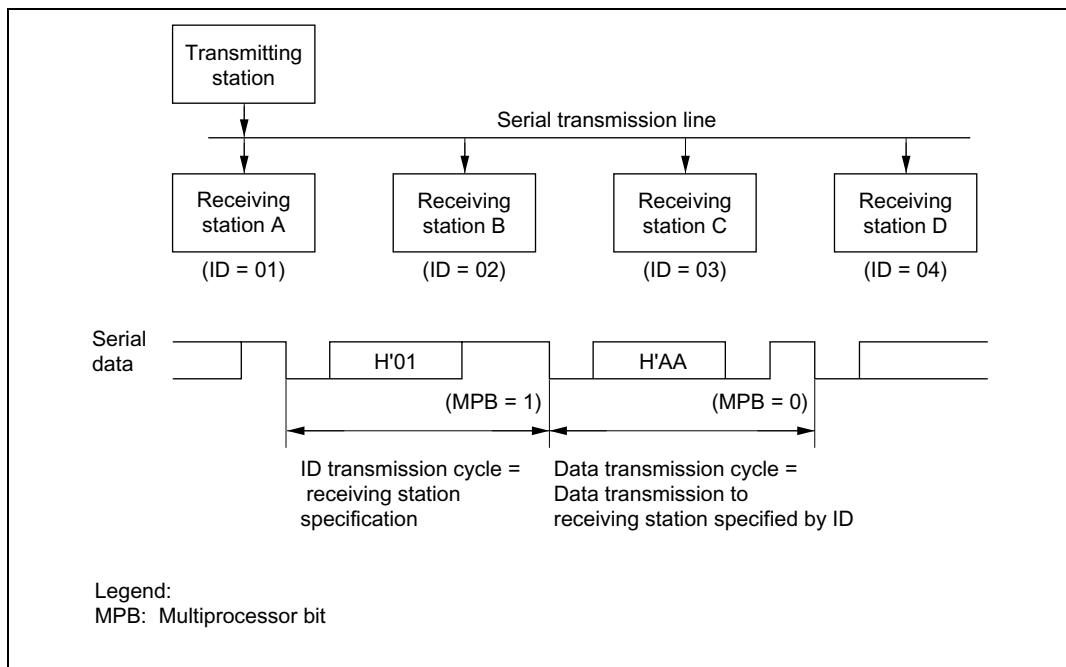 Transmitting
station
Serial transmission line
Receiving
station A
Receiving
station B
Receiving
station C
Receiving
station D
(ID = 01)
(ID = 02)
(ID = 03)
(ID = 04)
Serial
data
H'01
H'AA
(MPB = 1)
(MPB = 0)
ID transmission cycle =
receiving station
specification
Data transmission cycle =
Data transmission to
receiving station specified by ID
Legend:
MPB: Multiprocessor bit